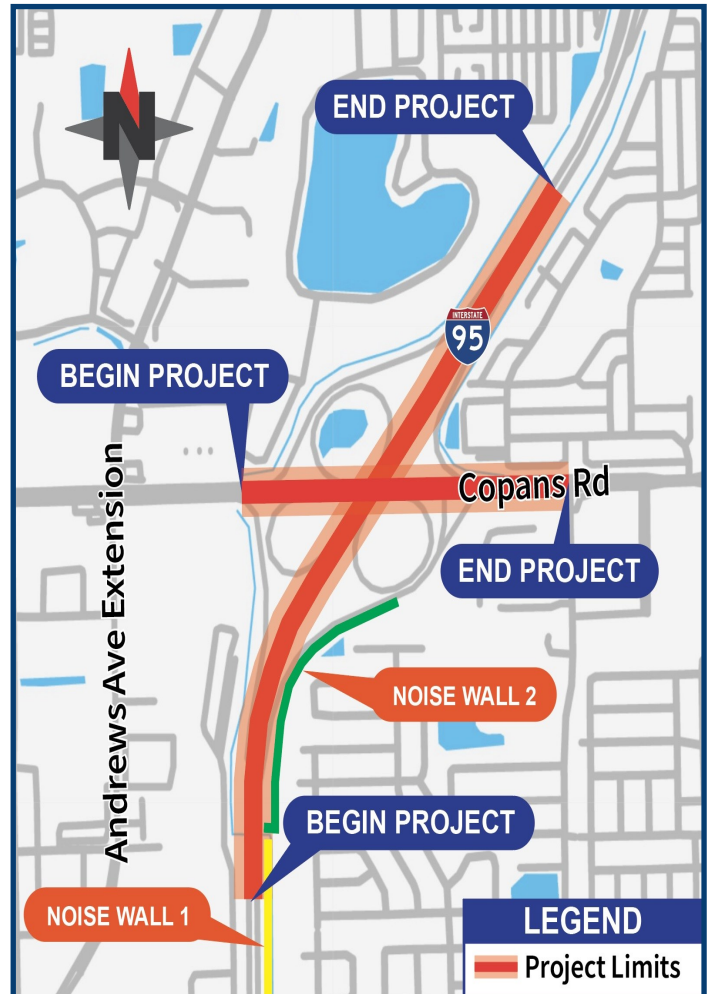 N
END PROJECT
INTERSTATE
95
BEGIN PROJECT
Andrews Ave Extension
Copans Rd
END PROJECT
NOISE WALL 2
BEGIN PROJECT
NOISE WALL 1
LEGEND
Project Limits